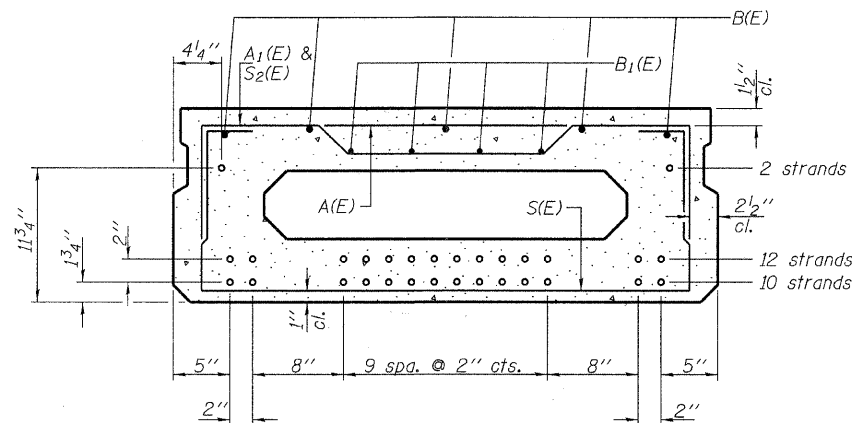 B(E)
4¼"
A₁(E) &
S₂(E)
B₁(E)
1½"
cl.
2 strands
11¾"
A(E)
S(E)
2½"
cl.
2"
1¾"
12 strands
10 strands
1"
cl.
5"
8"
9 spa. @ 2" cts.
8"
5"
2"
2"